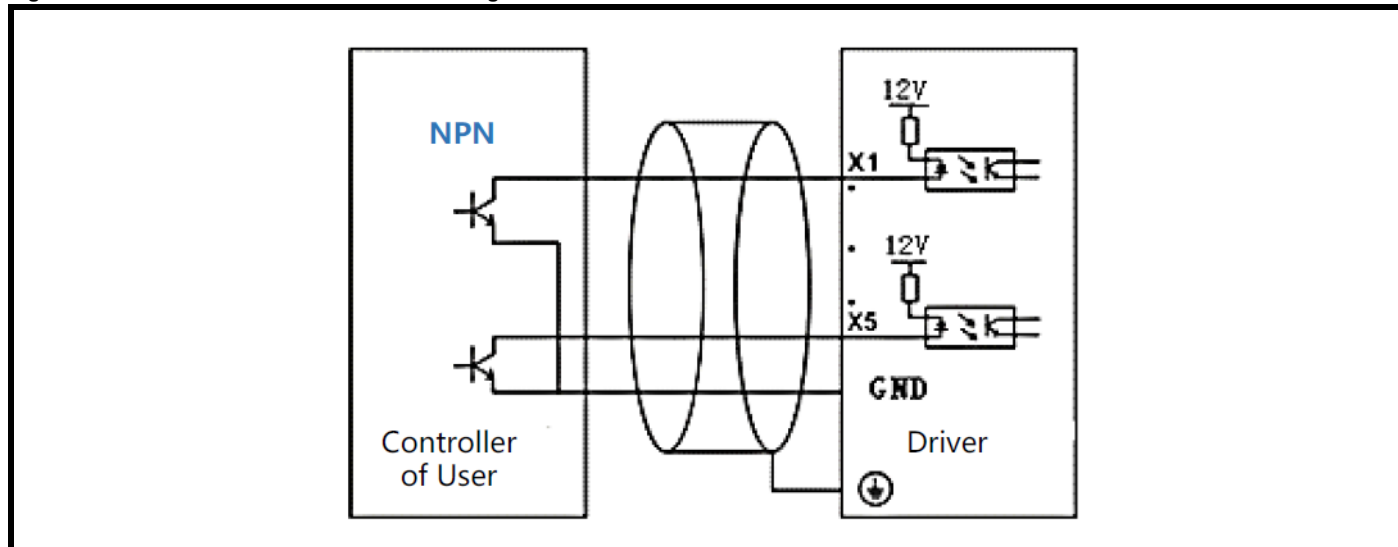 12V
NPN
X1
12V
X5
GND
Controller
of User
Driver